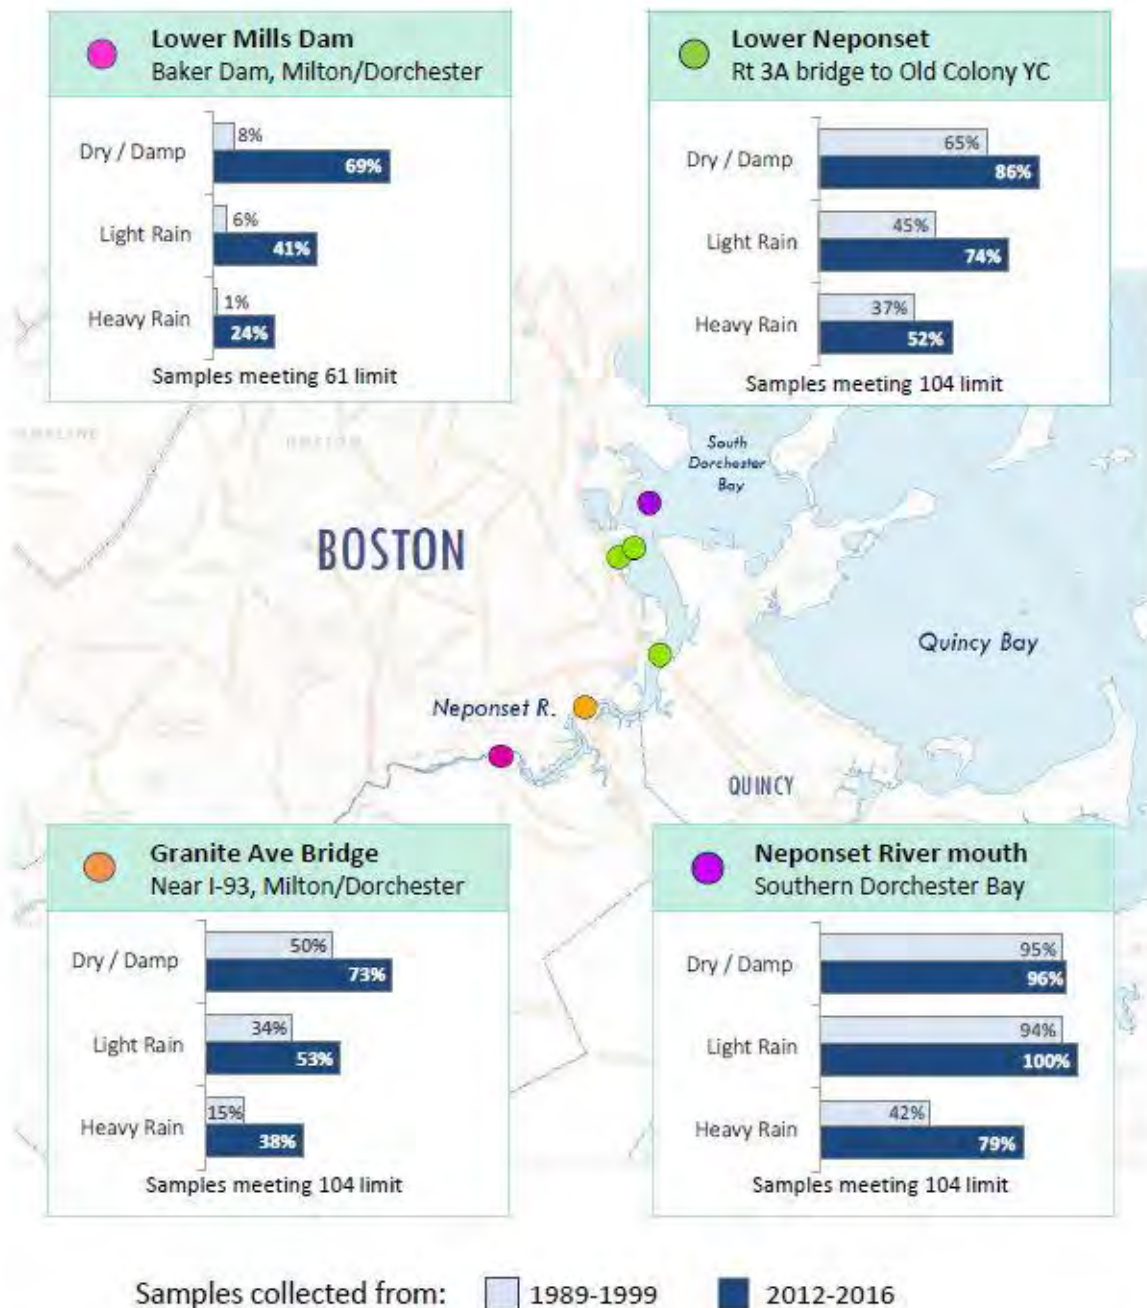 Lower Mills Dam
Baker Dam, Milton/Dorchester
Dry / Damp
8%
69%
Light Rain
6%
41%
Heavy Rain
1%
24%
Samples meeting 61 limit
Lower Neponset
Rt 3A bridge to Old Colony YC
Dry / Damp
65%
86%
Light Rain
45%
74%
Heavy Rain
37%
52%
Samples meeting 104 limit
South
Dorchester
Bay
BOSTON
Quincy Bay
Neponset R.
QUINCY
Granite Ave Bridge
Near I-93, Milton/Dorchester
Dry / Damp
50%
73%
Light Rain
34%
53%
Heavy Rain
15%
38%
Samples meeting 104 limit
Neponset River mouth
Southern Dorchester Bay
Dry / Damp
95%
96%
Light Rain
94%
100%
Heavy Rain
42%
79%
Samples meeting 104 limit
Samples collected from: 1989-1999 2012-2016